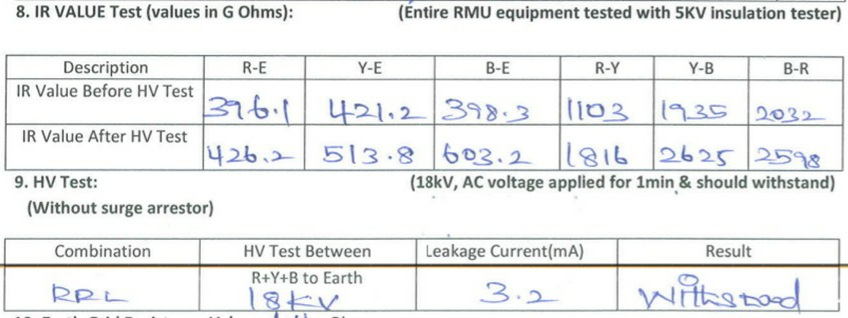 8. IR VALUE Test (values in G Ohms): (Entire RMU equipment tested with 5KV insulation tester)
Description R-E Y-E B-E R-Y Y-B B-R
IR Value Before HV Test 396.1 421.2 398.3 1103 1935 2032
IR Value After HV Test 426.2 513.8 603.2 1816 2625 2598
9. HV Test: (18kV, AC voltage applied for 1min & should withstand)
(Without surge arrestor)
Combination HV Test Between Leakage Current(mA) Result
R+Y+B to Earth
RRL 18KV 3.2 Withstood